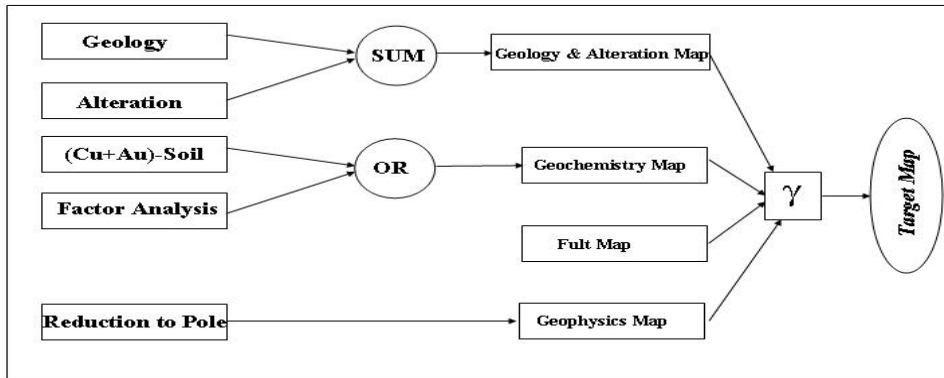 Geology
SUM
Geology & Alteration Map
Alteration
(Cu+Au)-Soil
OR
Geochemistry Map
Factor Analysis
γ
Target Map
Fult Map
Reduction to Pole
Geophysics Map